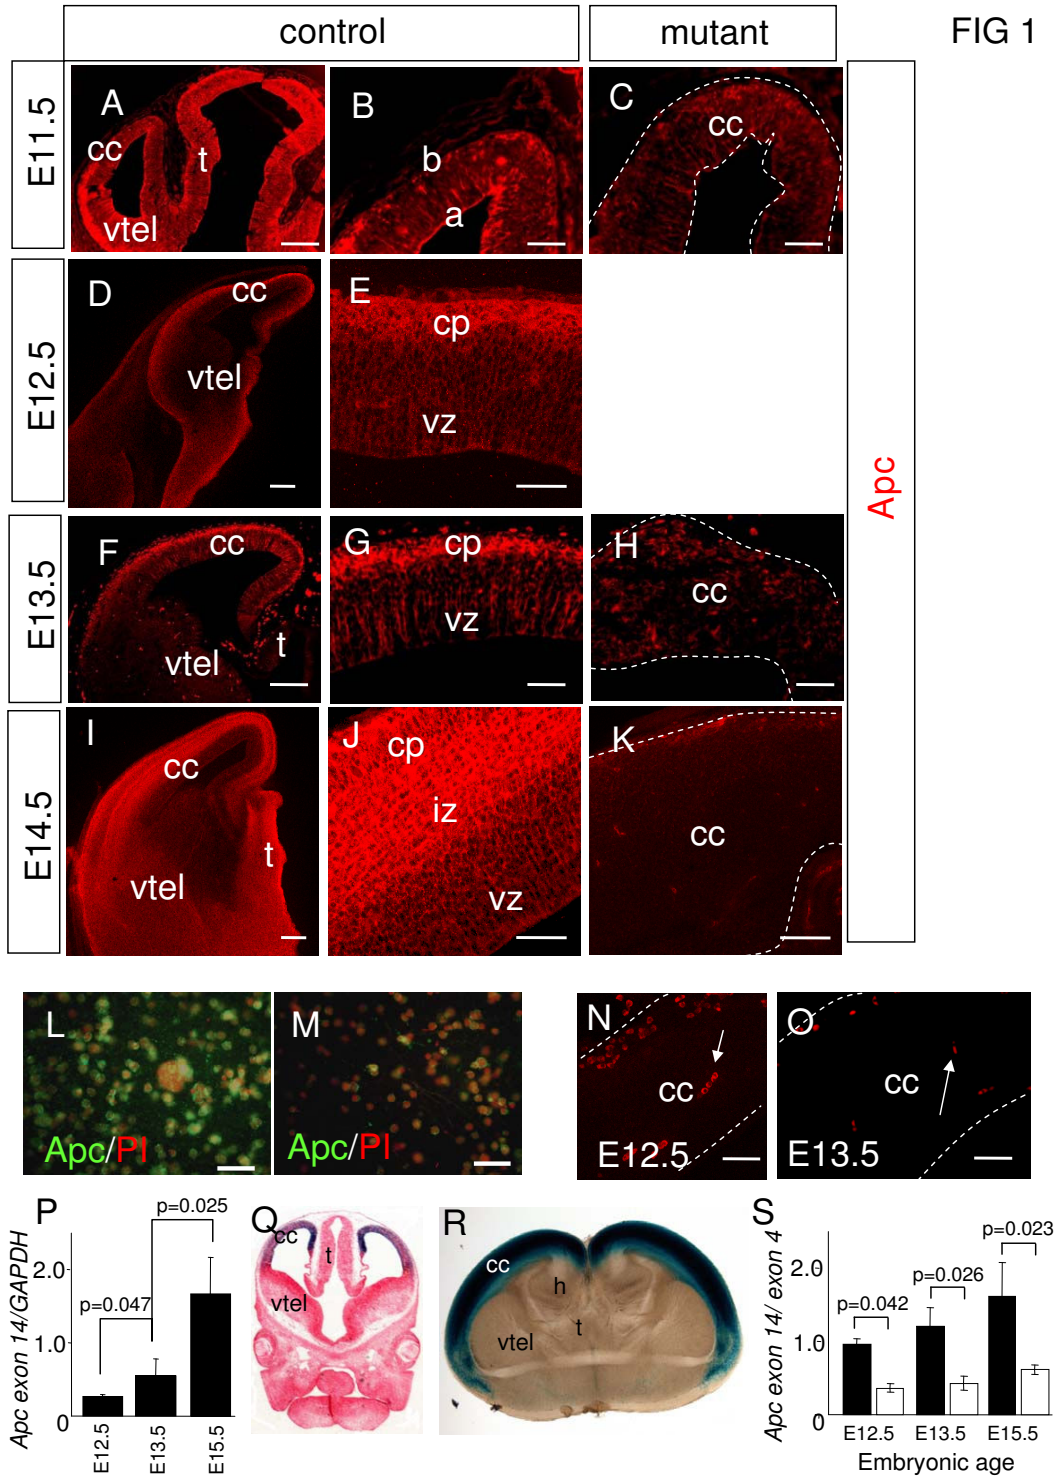 control
mutant
FIG 1
E11.5
A
cc
t
vtel
B
b
a
C
cc
E12.5
D
cc
vtel
E
cp
vz
Apc
E13.5
F
cc
t
vtel
G
cp
vz
H
cc
E14.5
I
cc
t
vtel
J
cp
iz
vz
K
cc
L
Apc/PI
M
Apc/PI
N
cc
E12.5
O
cc
E13.5
P
p=0.025
p=0.047
Apc exon 14/GAPDH
2.0
1.0
0
E12.5
E13.5
E15.5
Q
cc
t
vtel
R
cc
h
vtel
t
S
p=0.023
p=0.026
p=0.042
Apc exon 14/ exon 4
2.0
1.0
0
E12.5 E13.5 E15.5
Embryonic age